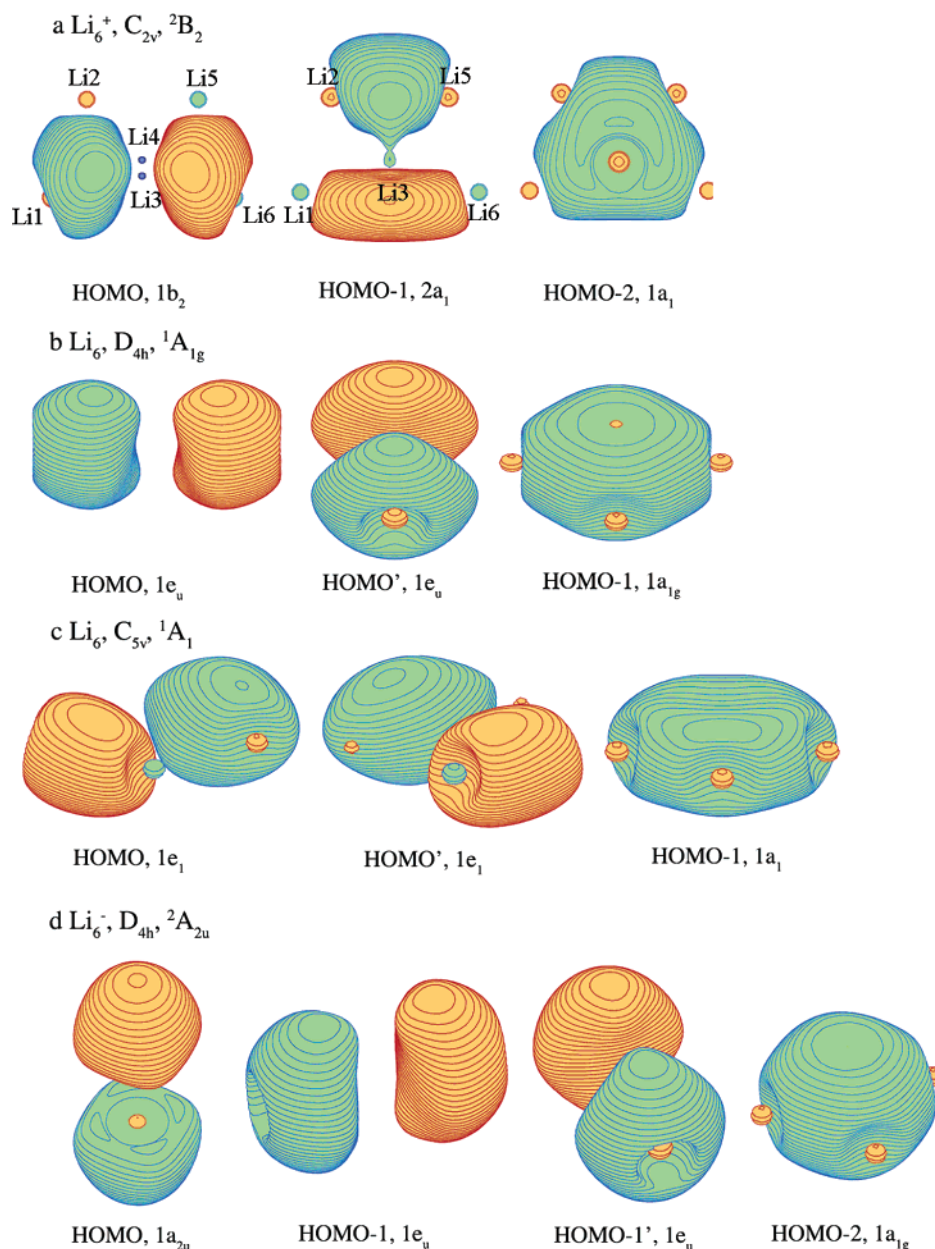 a Li₆⁺, C₂ᵥ, ²B₂
Li2 Li5 Li2 Li5
Li4
Li3 Li3
Li1 Li6 Li1 Li6
HOMO, 1b₂ HOMO-1, 2a₁ HOMO-2, 1a₁
b Li₆, D₄ₕ, ¹A₁g
HOMO, 1eᵤ HOMO’, 1eᵤ HOMO-1, 1a₁g
c Li₆, C₅ᵥ, ¹A₁
HOMO, 1e₁ HOMO’, 1e₁ HOMO-1, 1a₁
d Li₆⁻, D₄ₕ, ²A₂ᵤ
HOMO, 1a₂ᵤ HOMO-1, 1eᵤ HOMO-1’, 1eᵤ HOMO-2, 1a₁g